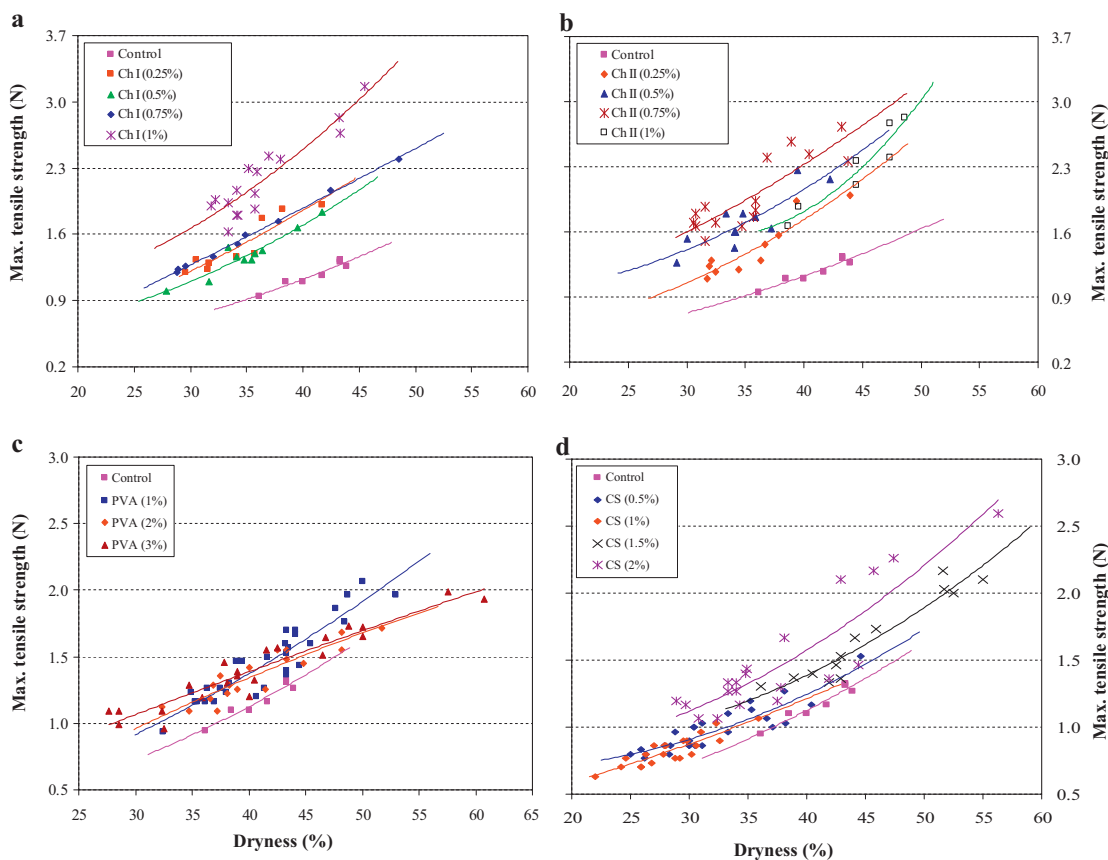 a
Max. tensile strength (N)
3.7
3.0
2.3
1.6
0.9
0.2
Control
Ch I (0.25%)
Ch I (0.5%)
Ch I (0.75%)
Ch I (1%)
20 25 30 35 40 45 50 55 60
b
Control
Ch II (0.25%)
Ch II (0.5%)
Ch II (0.75%)
Ch II (1%)
3.7
3.0
2.3
1.6
0.9
0.2
Max. tensile strength (N)
20 25 30 35 40 45 50 55 60
c
Max. tensile strength (N)
3.0
2.5
2.0
1.5
1.0
0.5
Control
PVA (1%)
PVA (2%)
PVA (3%)
25 30 35 40 45 50 55 60 65
Dryness (%)
d
Control
CS (0.5%)
CS (1%)
CS (1.5%)
CS (2%)
3.0
2.5
2.0
1.5
1.0
0.5
Max. tensile strength (N)
20 25 30 35 40 45 50 55 60
Dryness (%)